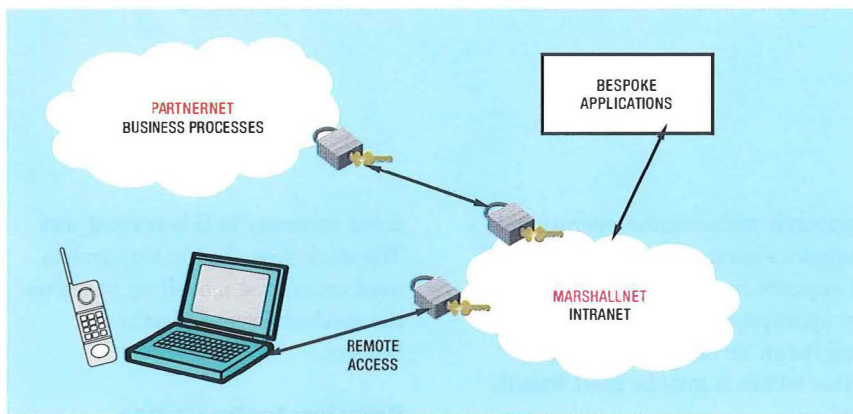 PARTNERNET
BUSINESS PROCESSES
BESPOKE
APPLICATIONS
MARSHALLNET
INTRANET
REMOTE
ACCESS